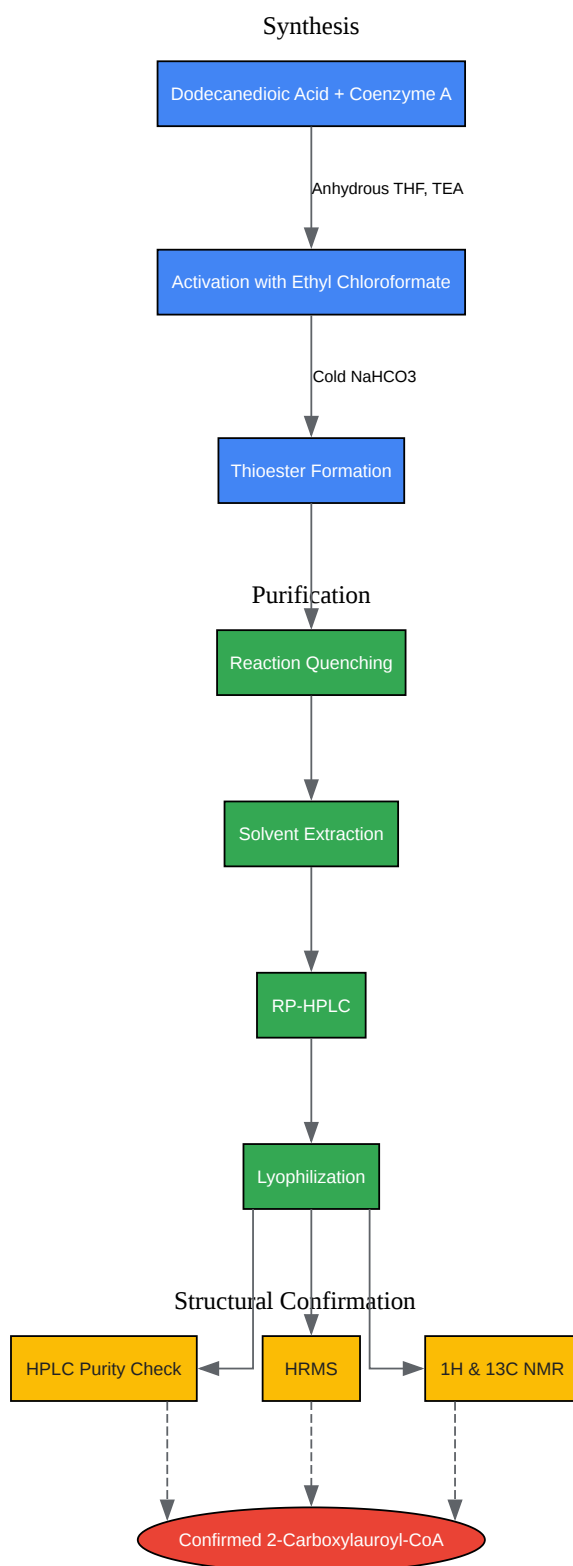 Synthesis
Dodecanedioic Acid + Coenzyme A
Anhydrous THF, TEA
Activation with Ethyl Chloroformate
Cold NaHCO3
Thioester Formation
Purification
Reaction Quenching
Solvent Extraction
RP-HPLC
Lyophilization
Structural Confirmation
HPLC Purity Check
HRMS
1H & 13C NMR
Confirmed 2-Carboxylauroyl-CoA